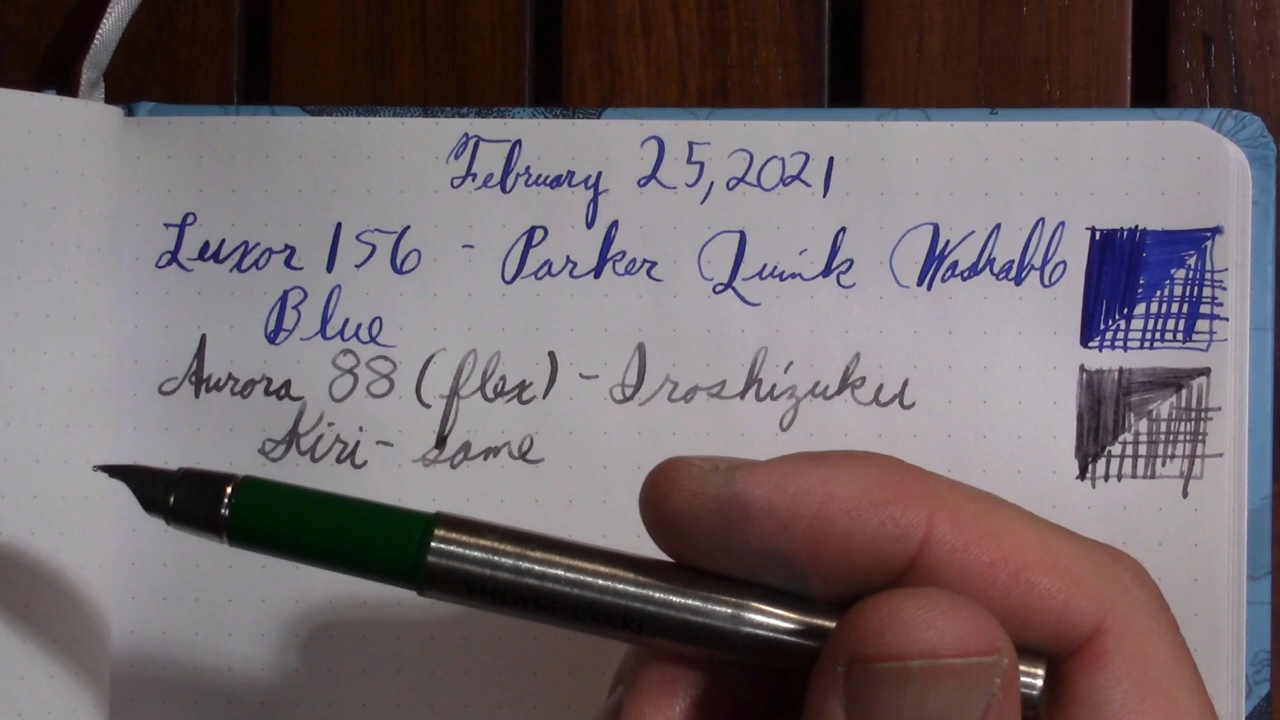 February 25, 2021
Luxor 156 - Parker Quink Washable
Blue
Aurora 88 (flex) - Iroshizuku
Kiri-same